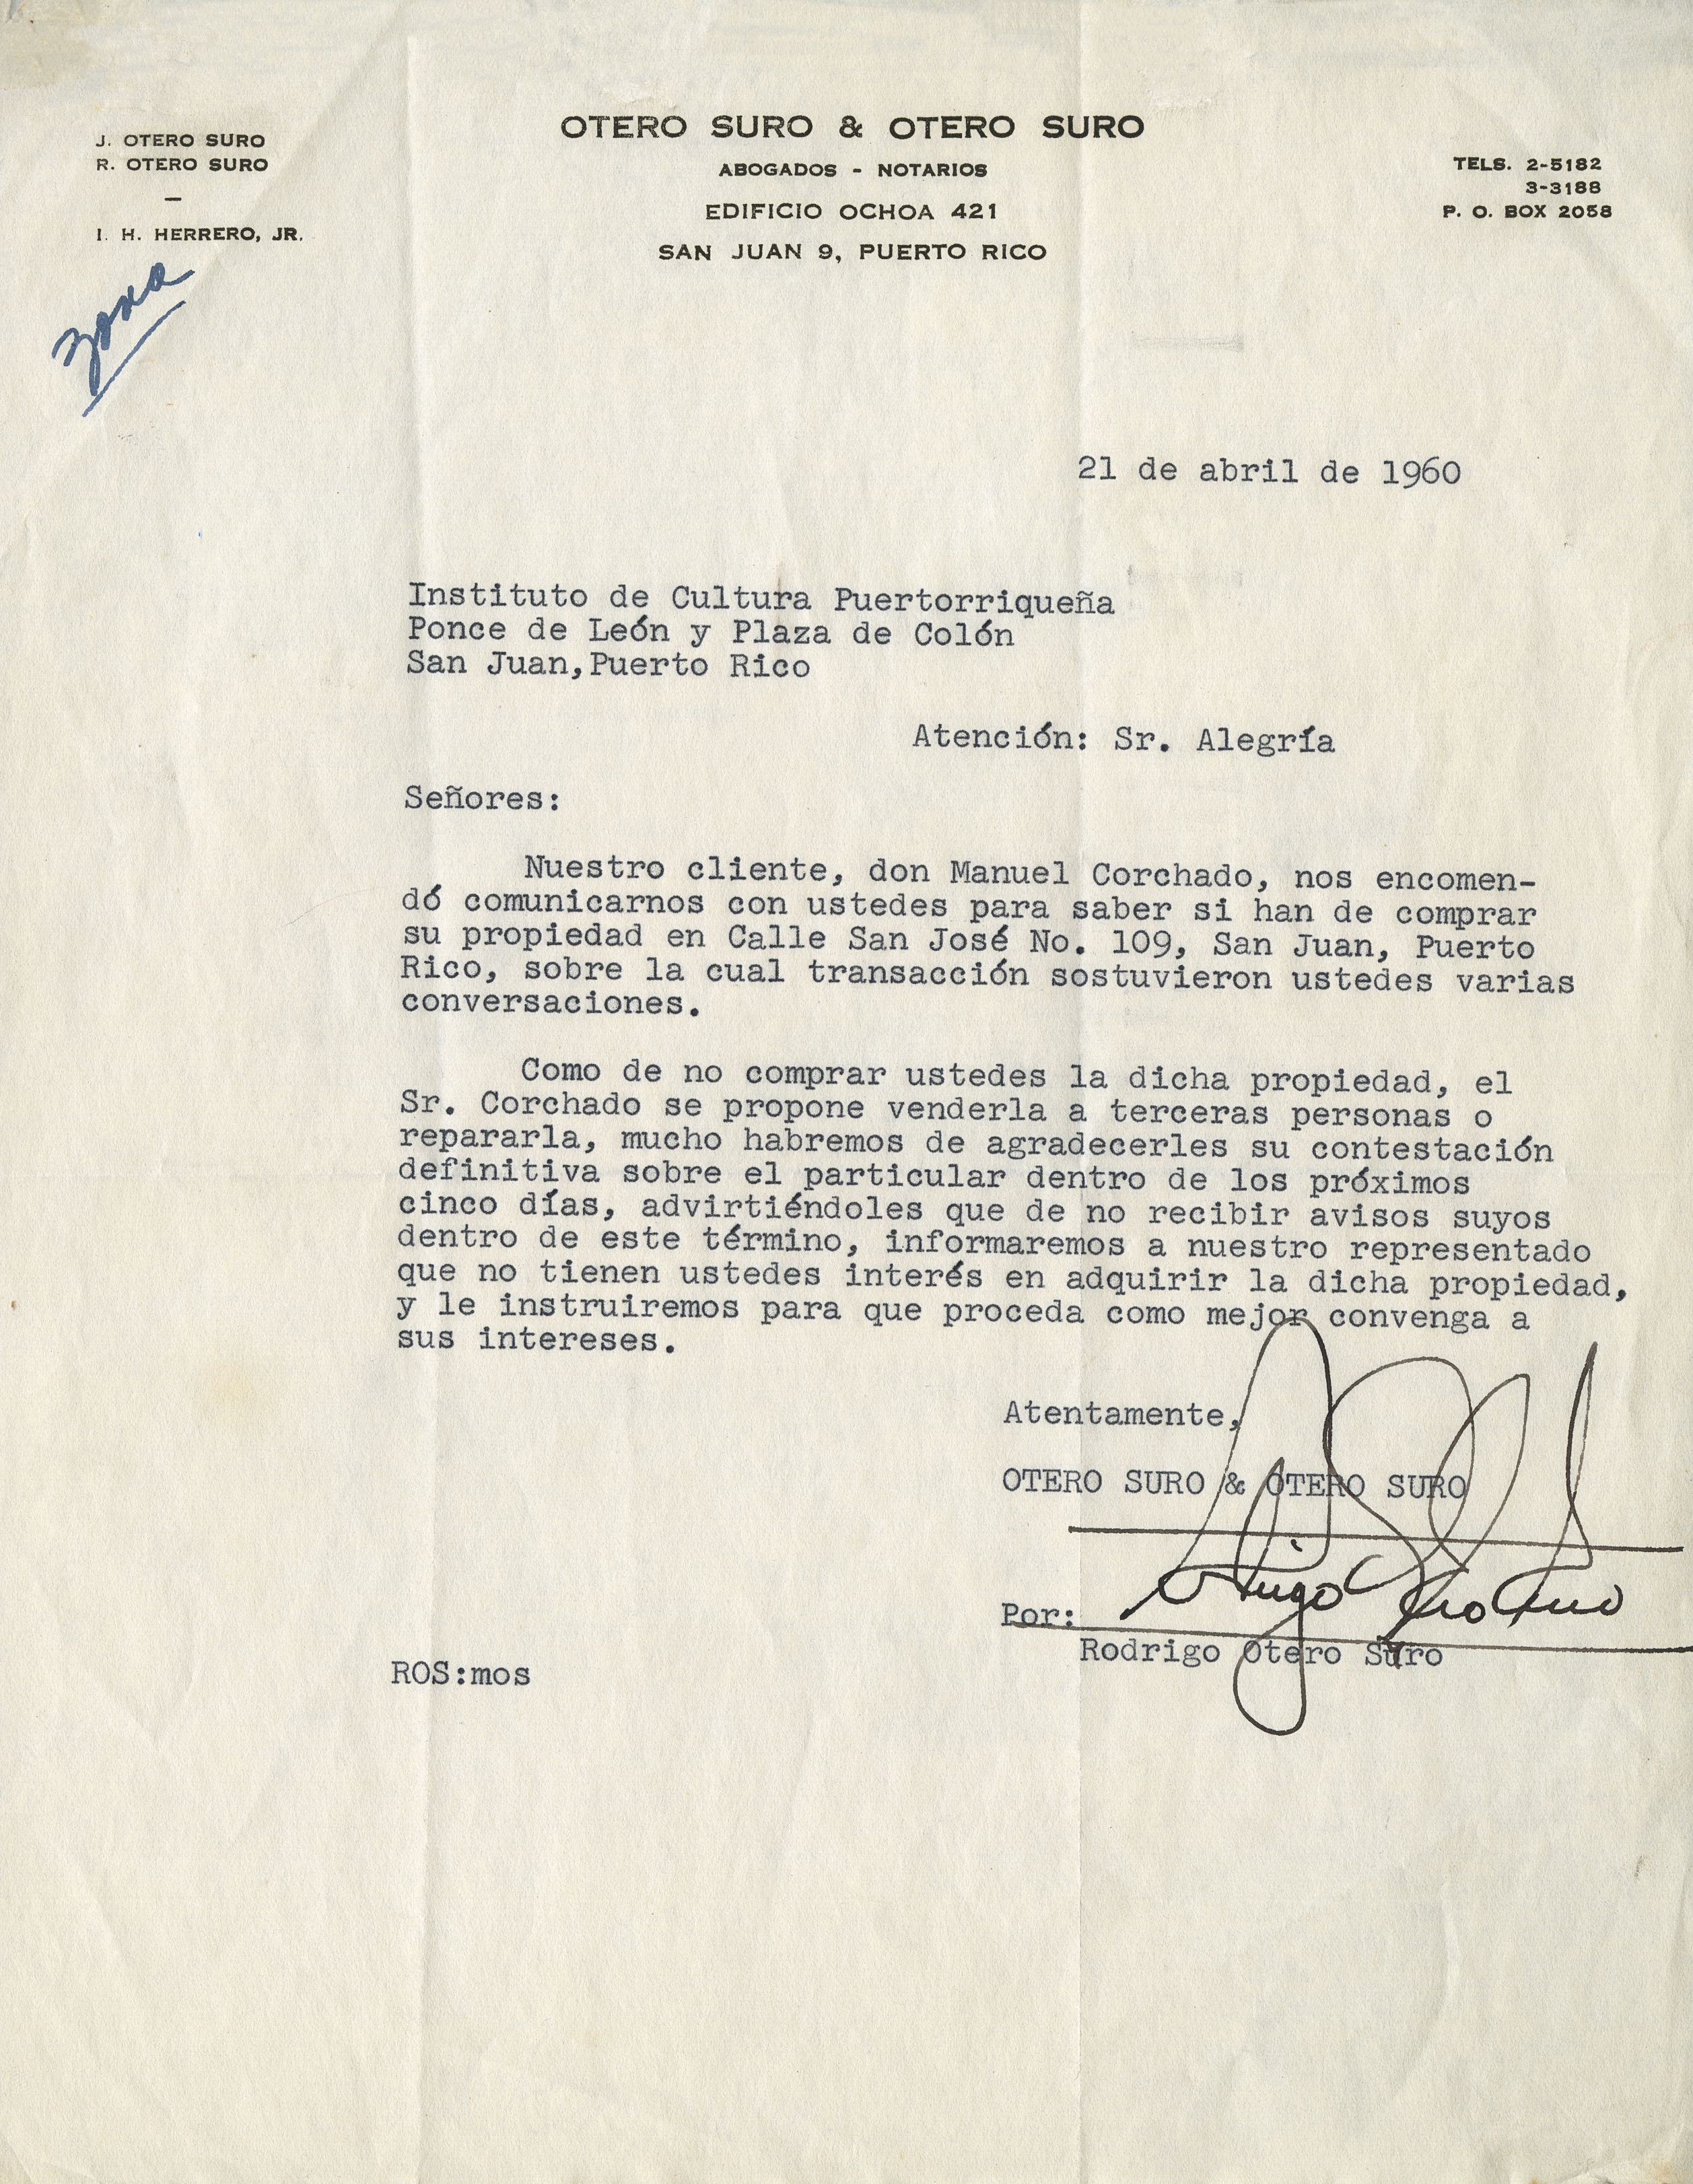 J. OTERO SURO
R. OTERO SURO
—
I. H. HERRERO, JR.
OTERO SURO & OTERO SURO
ABOGADOS - NOTARIOS
EDIFICIO OCHOA 421
SAN JUAN 9, PUERTO RICO
TELS. 2-5182
3-3188
P. O. BOX 2058
zona
21 de abril de 1960
Instituto de Cultura Puertorriqueña
Ponce de León y Plaza de Colón
San Juan,Puerto Rico
Atención: Sr. Alegría
Señores:
Nuestro cliente, don Manuel Corchado, nos encomen-
dó comunicarnos con ustedes para saber si han de comprar
su propiedad en Calle San José No. 109, San Juan, Puerto
Rico, sobre la cual transacción sostuvieron ustedes varias
conversaciones.
Como de no comprar ustedes la dicha propiedad, el
Sr. Corchado se propone venderla a terceras personas o
repararla, mucho habremos de agradecerles su contestación
definitiva sobre el particular dentro de los próximos
cinco días, advirtiéndoles que de no recibir avisos suyos
dentro de este término, informaremos a nuestro representado
que no tienen ustedes interés en adquirir la dicha propiedad,
y le instruiremos para que proceda como mejor convenga a
sus intereses.
Atentamente,
OTERO SURO & OTERO SURO
Por:
Rodrigo Otero Suro
ROS:mos